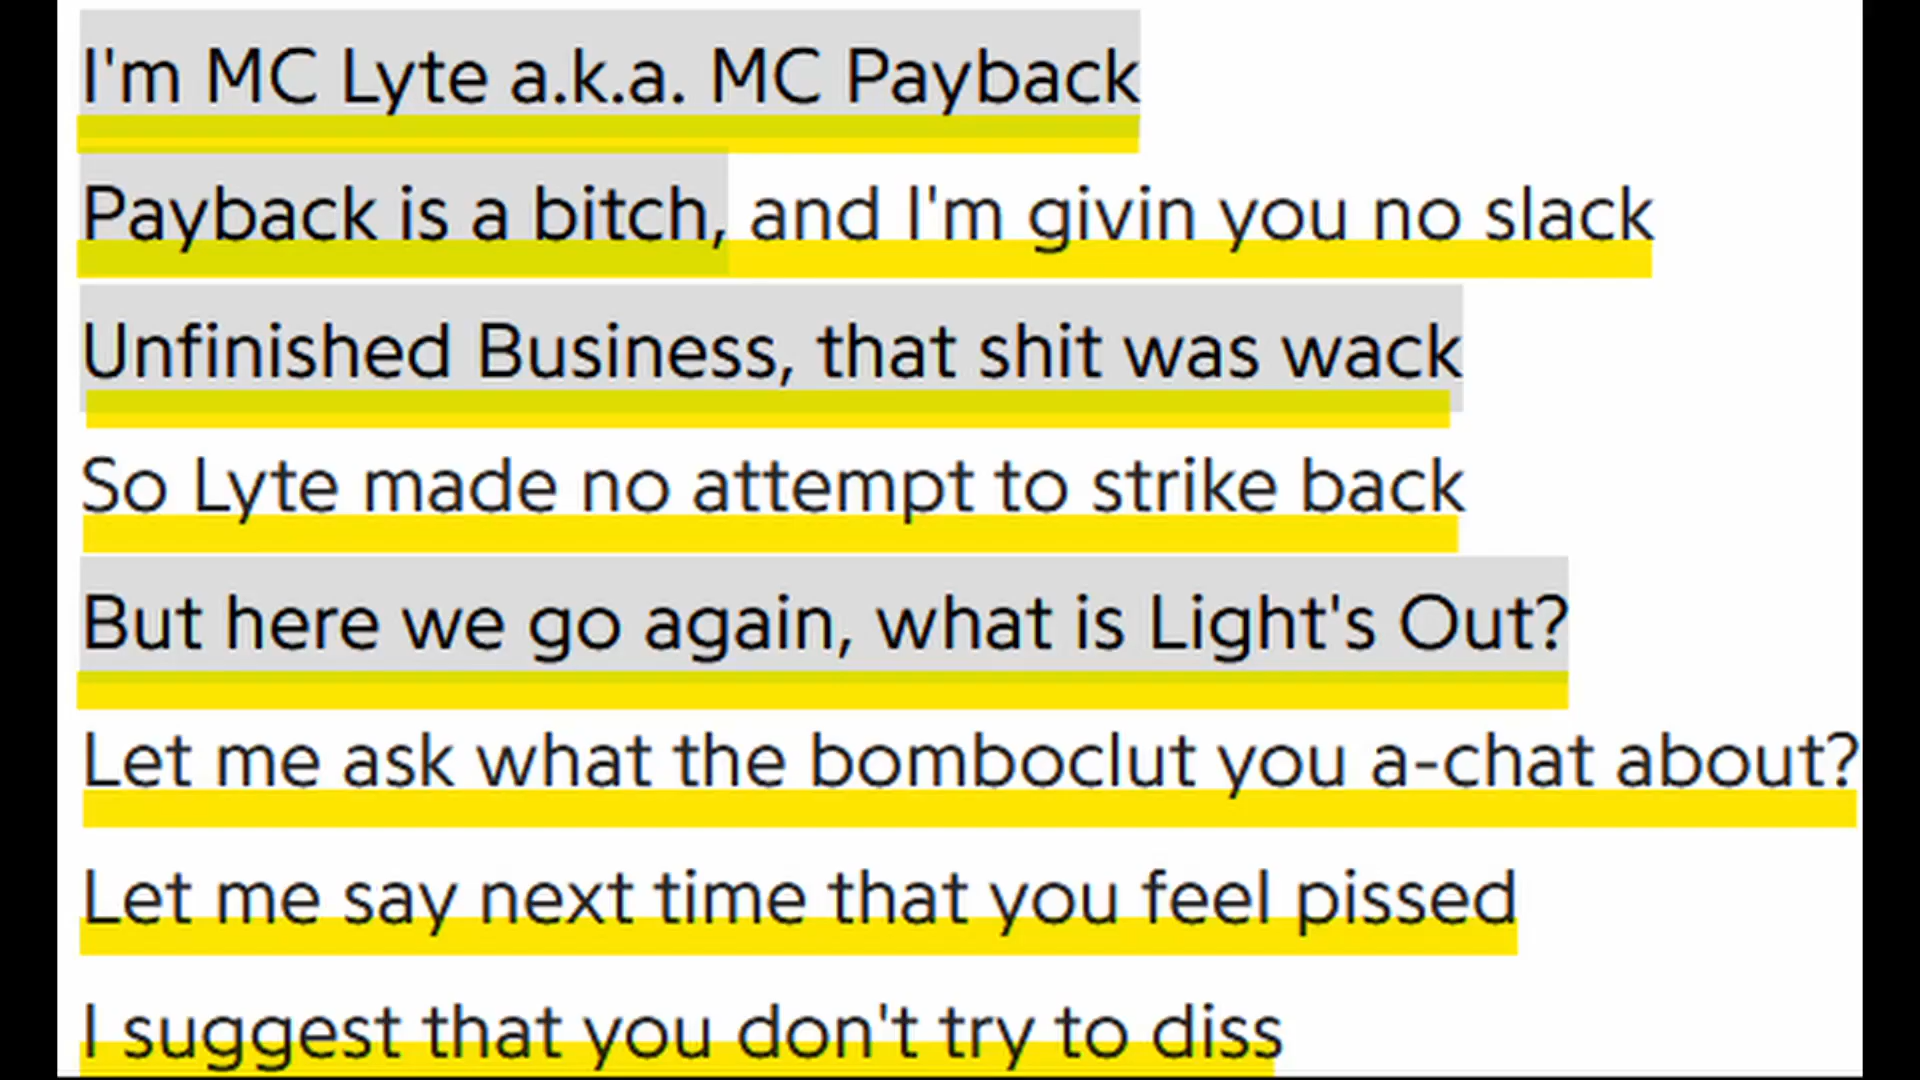 I'm MC Lyte a.k.a. MC Payback
Payback is a bitch, and I'm givin you no slack
Unfinished Business, that shit was wack
So Lyte made no attempt to strike back
But here we go again, what is Light's Out?
Let me ask what the bomboclut you a-chat about?
Let me say next time that you feel pissed
I suggest that you don't try to diss